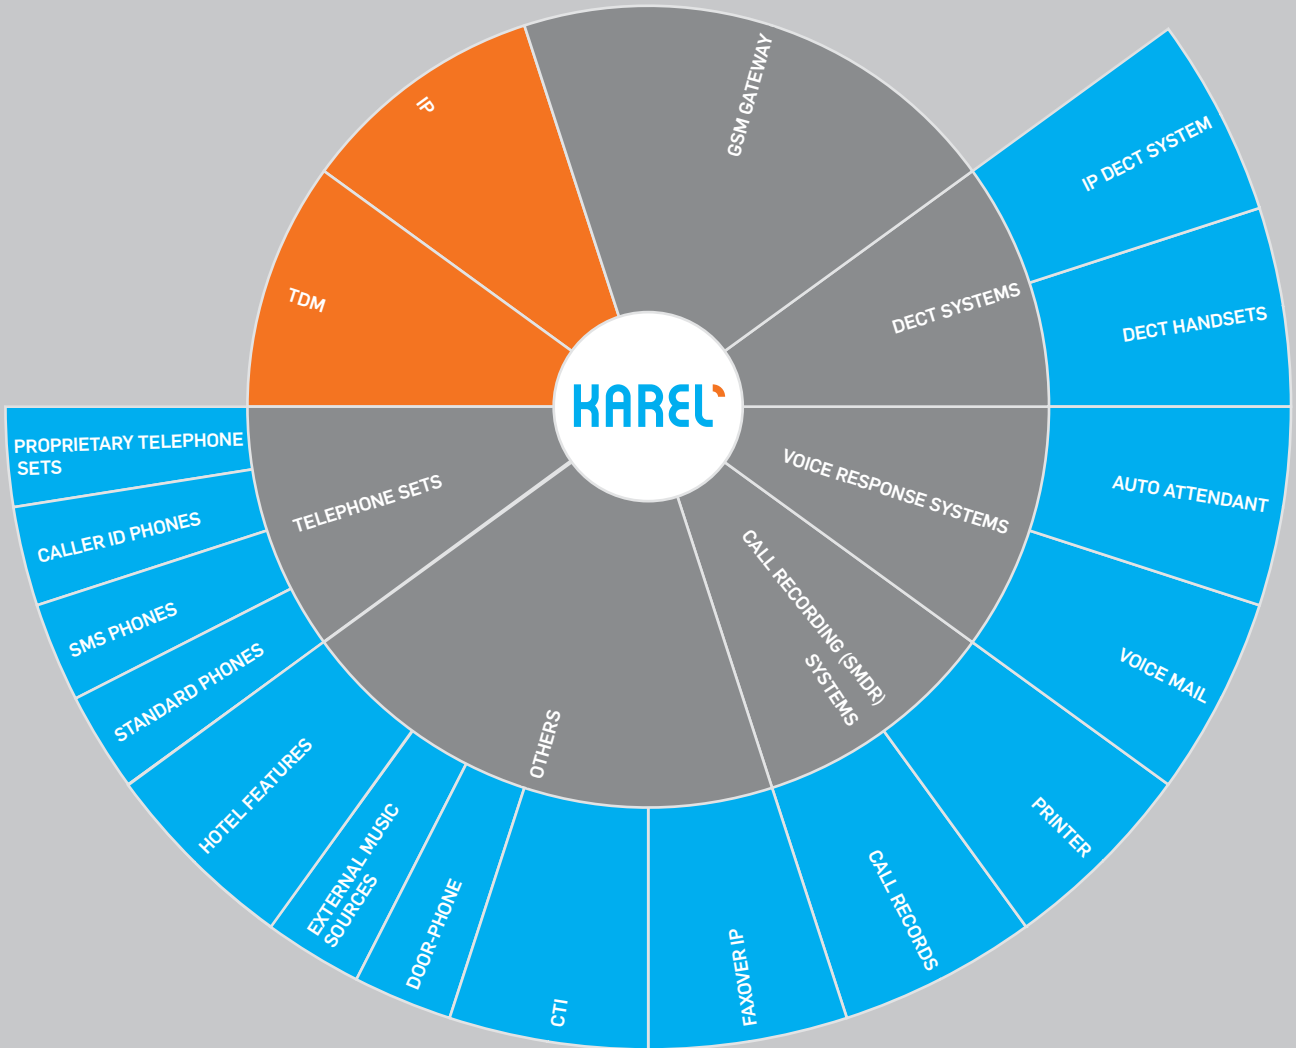 IP
GSM GATEWAY
IP DECT SYSTEM
TDM
DECT SYSTEMS
DECT HANDSETS
KAREL
PROPRIETARY TELEPHONE
SETS
TELEPHONE SETS
VOICE RESPONSE SYSTEMS
AUTO ATTENDANT
CALLER ID PHONES
CALL RECORDING (SMDR)
SYSTEMS
SMS PHONES
VOICE MAIL
STANDARD PHONES
OTHERS
HOTEL FEATURES
EXTERNAL MUSIC
SOURCES
DOOR-PHONE
CTI
FAXOVER IP
CALL RECORDS
PRINTER